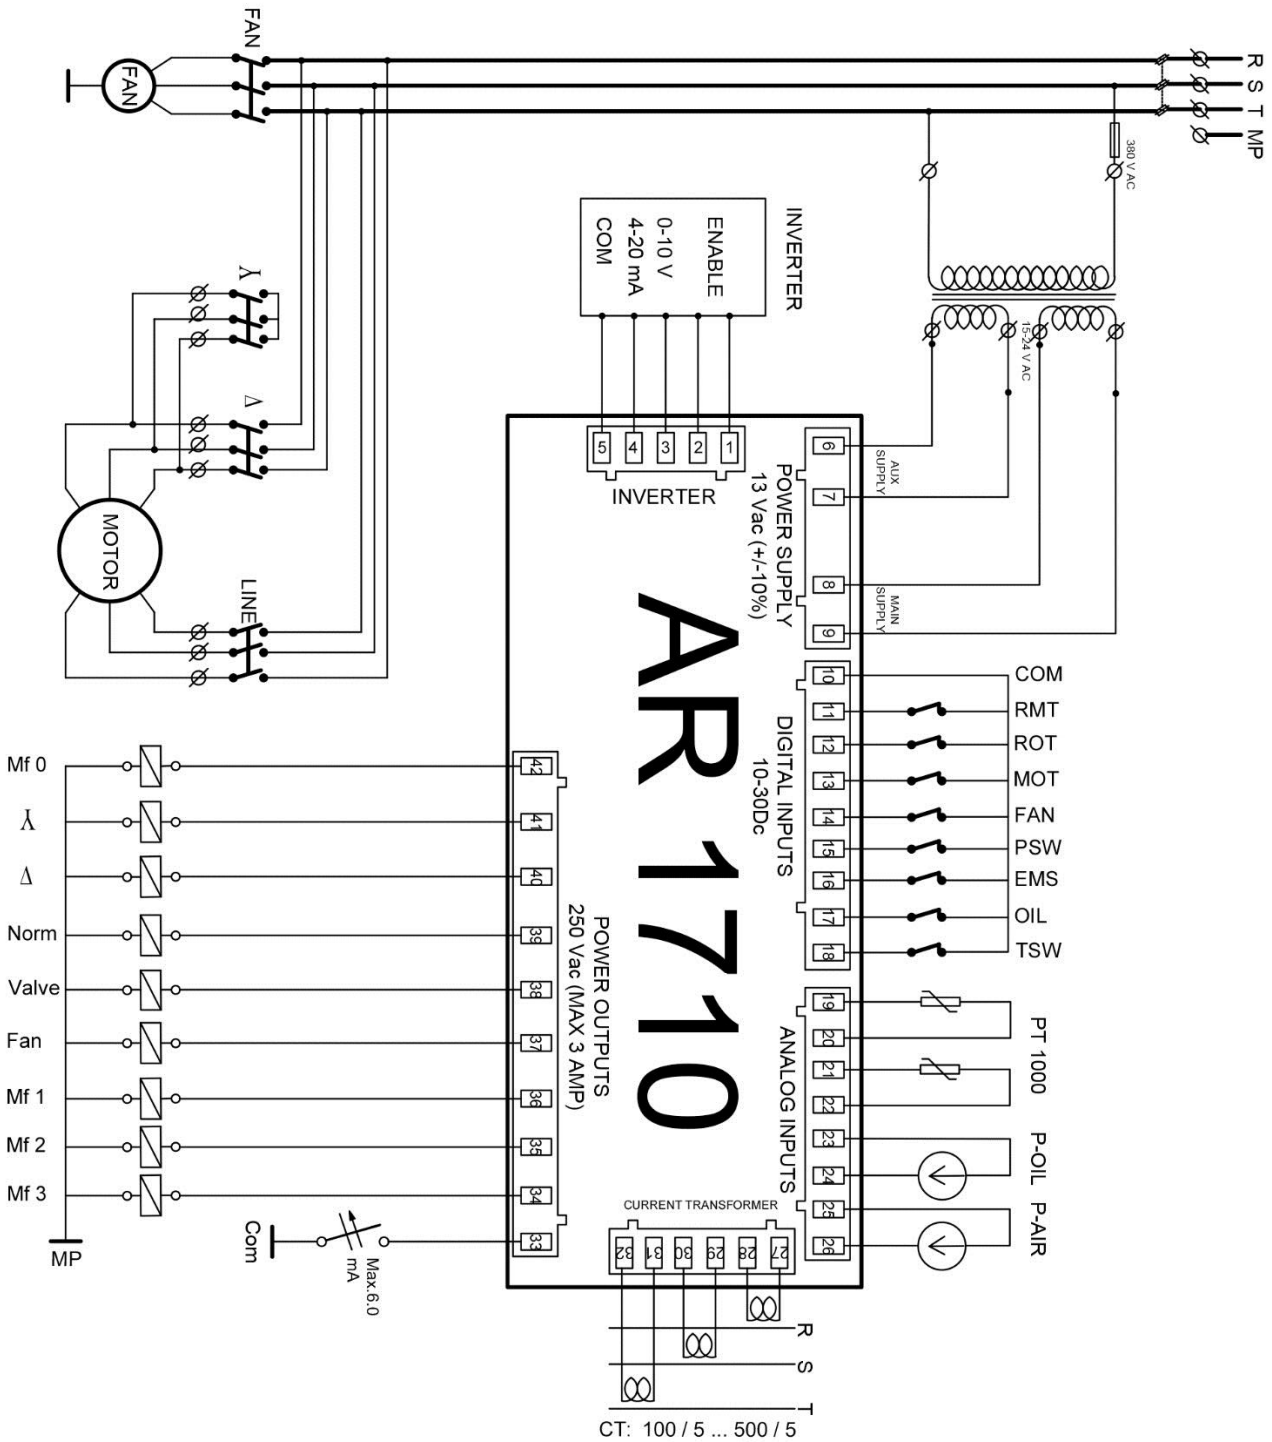 FAN
FAN
R
S
T
MP
380 V AC
15-24 V AC
INVERTER
ENABLE
0-10 V
4-20 mA
COM
5
4
3
2
1
INVERTER
Y
Δ
MOTOR
LINE
6
7
8
9
AUX
SUPPLY
MAIN
SUPPLY
POWER SUPPLY
13 Vac (+/-10%)
AR 1710
10
11
12
13
14
15
16
17
18
COM
RMT
ROT
MOT
FAN
PSW
EMS
OIL
TSW
DIGITAL INPUTS
10-30Dc
19
20
21
22
23
24
25
26
PT 1000
P-OIL
P-AIR
ANALOG INPUTS
Mf 0
Y
Δ
Norm
Valve
Fan
Mf 1
Mf 2
Mf 3
MP
42
41
40
39
38
37
36
35
34
33
POWER OUTPUTS
250 Vac (MAX 3 AMP)
Com
Max.6.0
mA
CURRENT TRANSFORMER
32
31
30
29
28
27
R
S
T
CT: 100 / 5 ... 500 / 5